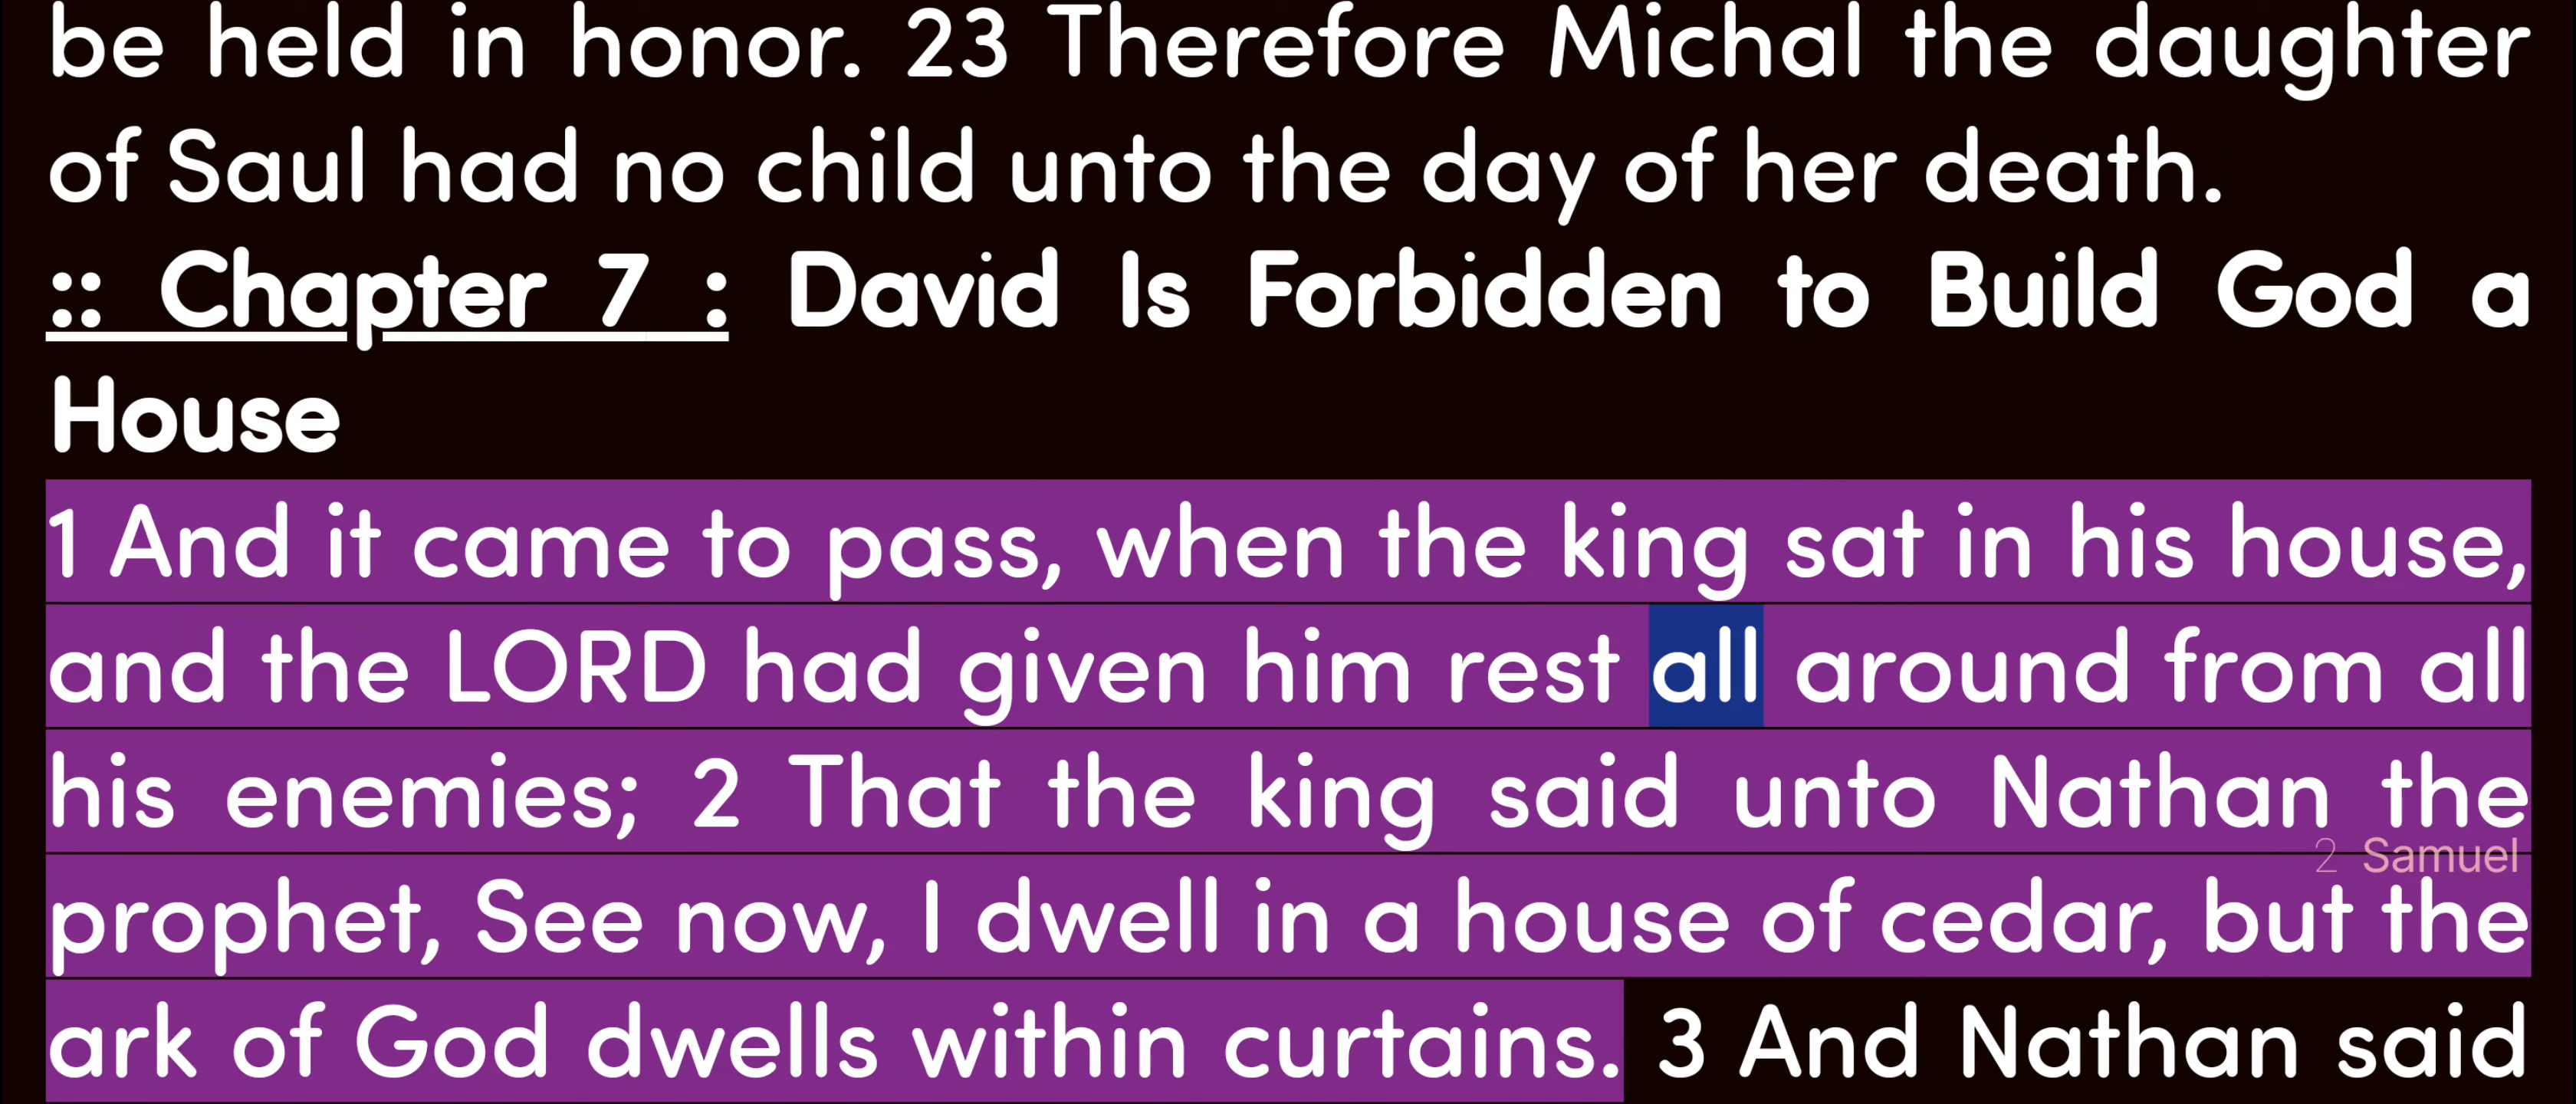 be held in honor. 23 Therefore Michal the daughter
of Saul had no child unto the day of her death.
:: Chapter 7 : David Is Forbidden to Build God a
House
1 And it came to pass, when the king sat in his house,
and the LORD had given him rest all around from all
his enemies; 2 That the king said unto Nathan the
2 Samuel
prophet, See now, I dwell in a house of cedar, but the
ark of God dwells within curtains. 3 And Nathan said